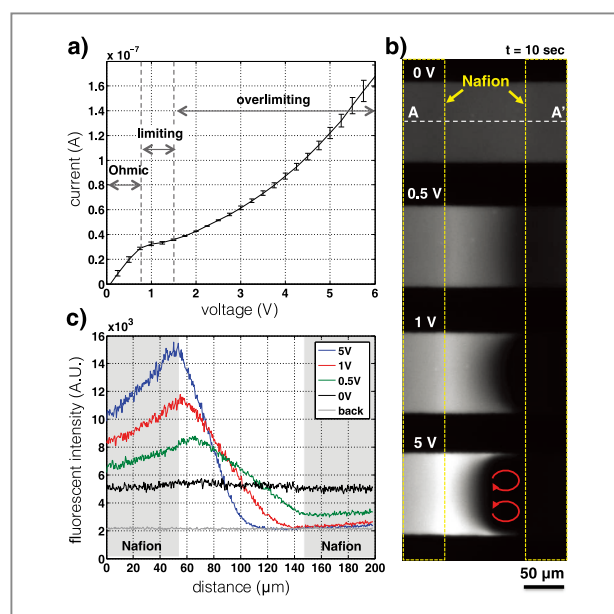 a)
x 10⁻⁷
1.6
1.4
1.2
1
0.8
0.6
0.4
0.2
0
current (A)
overlimiting
limiting
Ohmic
0 1 2 3 4 5 6
voltage (V)
b)
t = 10 sec
0 V
Nafion
A A'
0.5 V
1 V
5 V
50 µm
c)
x10³
16
14
12
10
8
6
4
2
0
fluorescent intensity (A.U.)
5V
1V
0.5V
0V
back
Nafion Nafion
0 20 40 60 80 100 120 140 160 180 200
distance (µm)